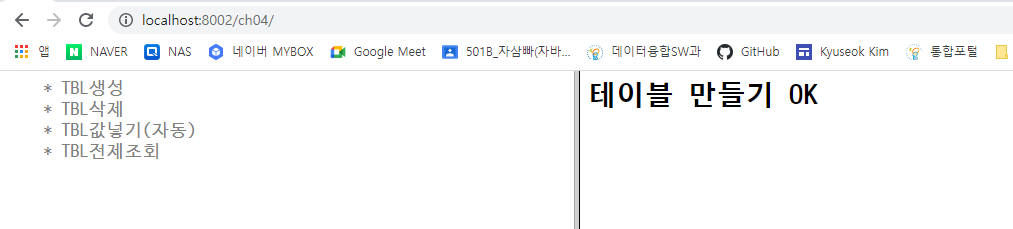 localhost:8002/ch04/
앱 NAVER NAS 네이버 MYBOX Google Meet 501B_자삼빠(자바... 데이터융합SW과 GitHub Kyuseok Kim 통합포털
* TBL생성
* TBL삭제
* TBL값넣기(자동)
* TBL전제조회
테이블 만들기 OK